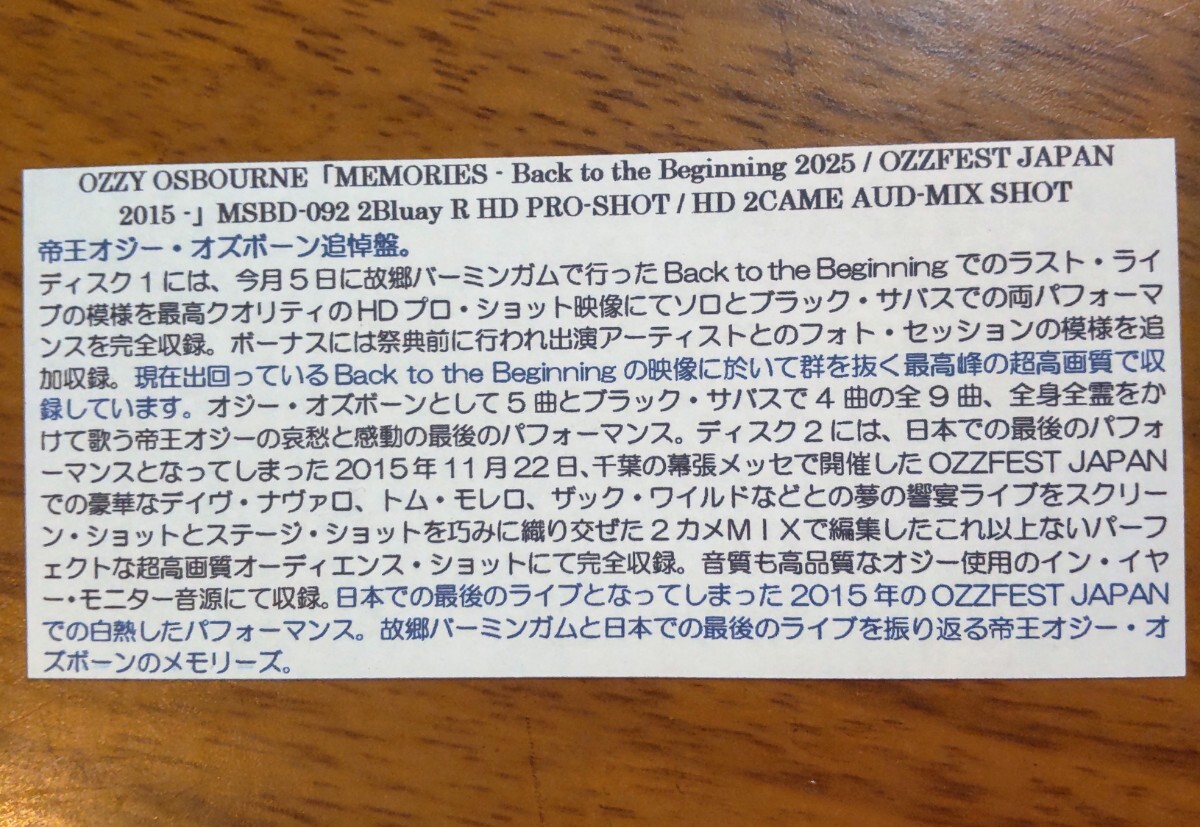 OZZY OSBOURNE「MEMORIES - Back to the Beginning 2025 / OZZFEST JAPAN
2015 -」MSBD-092 2Bluay R HD PRO-SHOT / HD 2CAME AUD-MIX SHOT
帝王オジー・オズボーン追悼盤。
ディスク1には、今月5日に故郷バーミンガムで行ったBack to the Beginning でのラスト・ライ
ブの模様を最高クオリティのHDプロ・ショット映像にてソロとブラック・サバスでの両パフォーマ
ンスを完全収録。ボーナスには祭典前に行われ出演アーティストとのフォト・セッションの模様を追
加収録。現在出回っているBack to the Beginning の映像に於いて群を抜く最高峰の超高画質で収
録しています。オジー・オズボーンとして5曲とブラック・サバスで4曲の全9曲、全身全霊をか
けて歌う帝王オジーの哀愁と感動の最後のパフォーマンス。ディスク2には、日本での最後のパフォ
ーマンスとなってしまった2015年11月22日、千葉の幕張メッセで開催したOZZFEST JAPAN
での豪華なデイヴ・ナヴァロ、トム・モレロ、ザック・ワイルドなどとの夢の饗宴ライブをスクリー
ン・ショットとステージ・ショットを巧みに織り交ぜた2カメMIXで編集したこれ以上ないパーフ
ェクトな超高画質オーディエンス・ショットにて完全収録。音質も高品質なオジー使用のイン・イヤ
ー・モニター音源にて収録。日本での最後のライブとなってしまった2015年のOZZFEST JAPAN
での白熱したパフォーマンス。故郷バーミンガムと日本での最後のライブを振り返る帝王オジー・オ
ズボーンのメモリーズ。